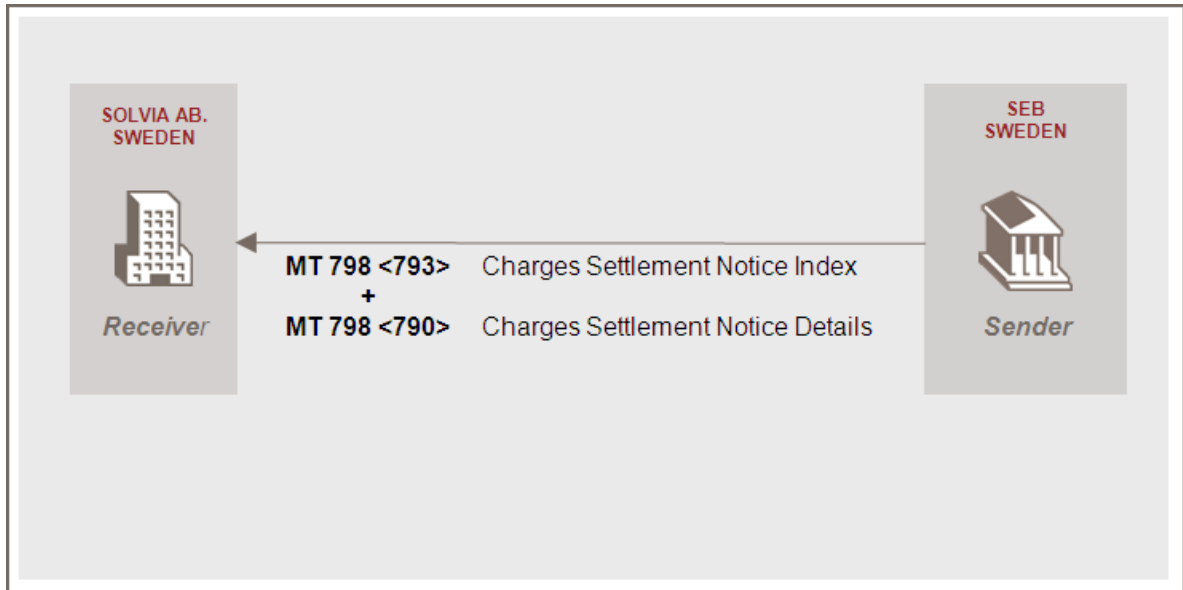 SOLVIA AB.
SWEDEN
SEB
SWEDEN
MT 798 <793> Charges Settlement Notice Index
+
MT 798 <790> Charges Settlement Notice Details
Receiver
Sender